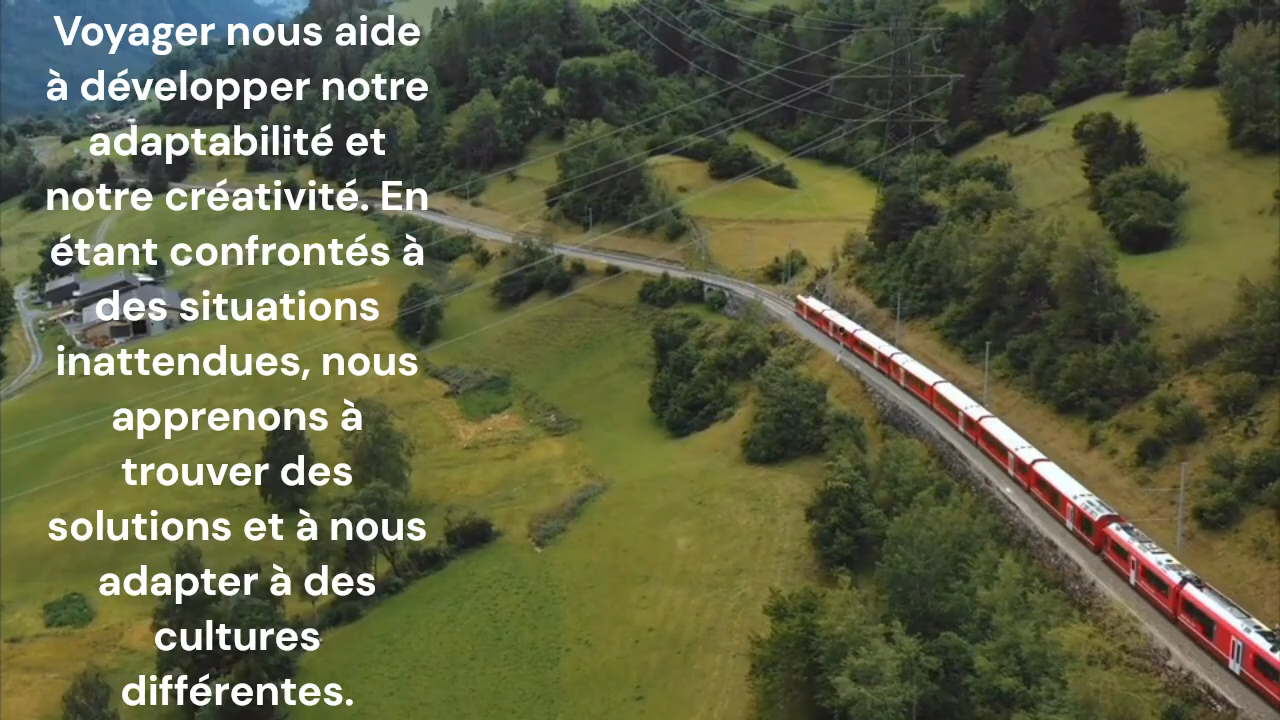 Voyager nous aide
à développer notre
adaptabilité et
notre créativité. En
étant confrontés à
des situations
inattendues, nous
apprenons à
trouver des
solutions et à nous
adapter à des
cultures
différentes.